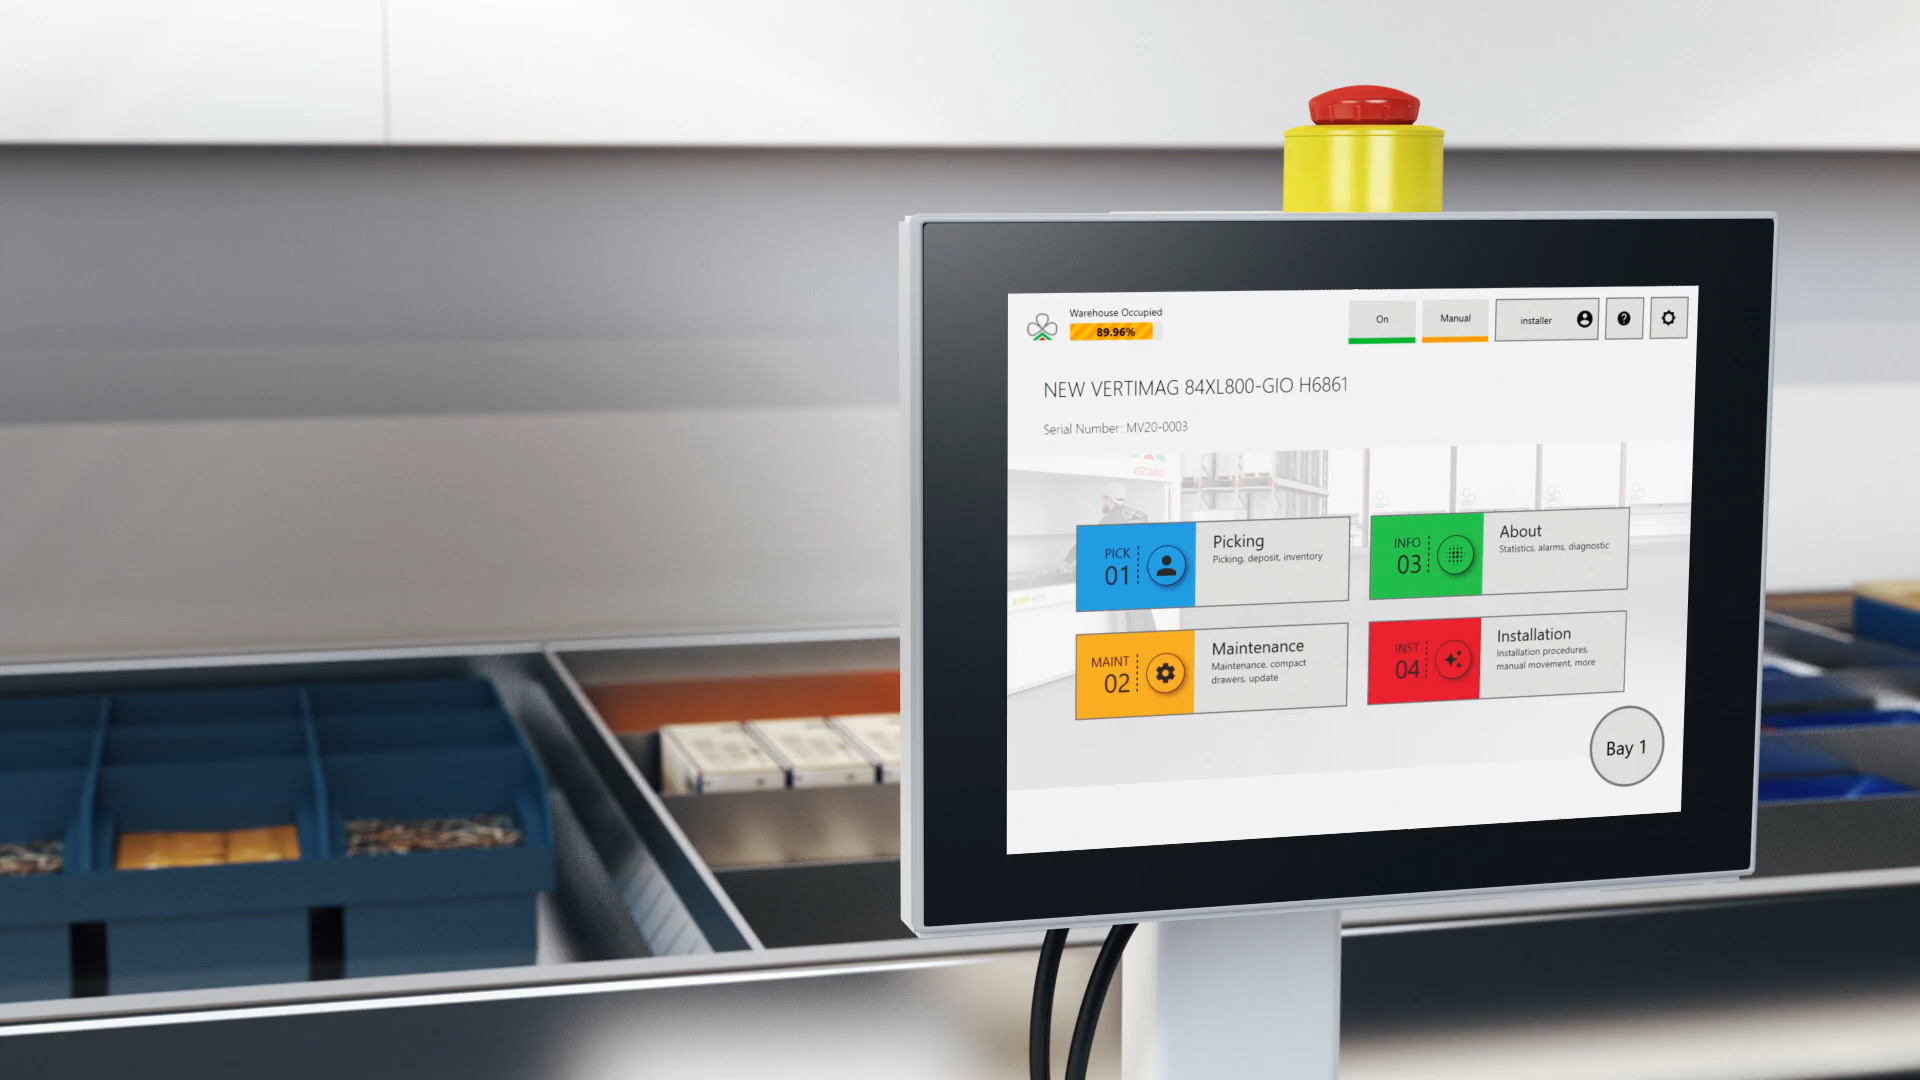 Warehouse Occupied
89.96%
On
Manual
installer
NEW VERTIMAG 84XL800-GIO H6861
Serial Number: MV20-0003
VERTIMAG
PICK
01
Picking
Picking, deposit, inventory
INFO
03
About
Statistics, alarms, diagnostic
MAINT
02
Maintenance
Maintenance, compact
drawers, update
INST
04
Installation
Installation procedures,
manual movement, more
Bay 1